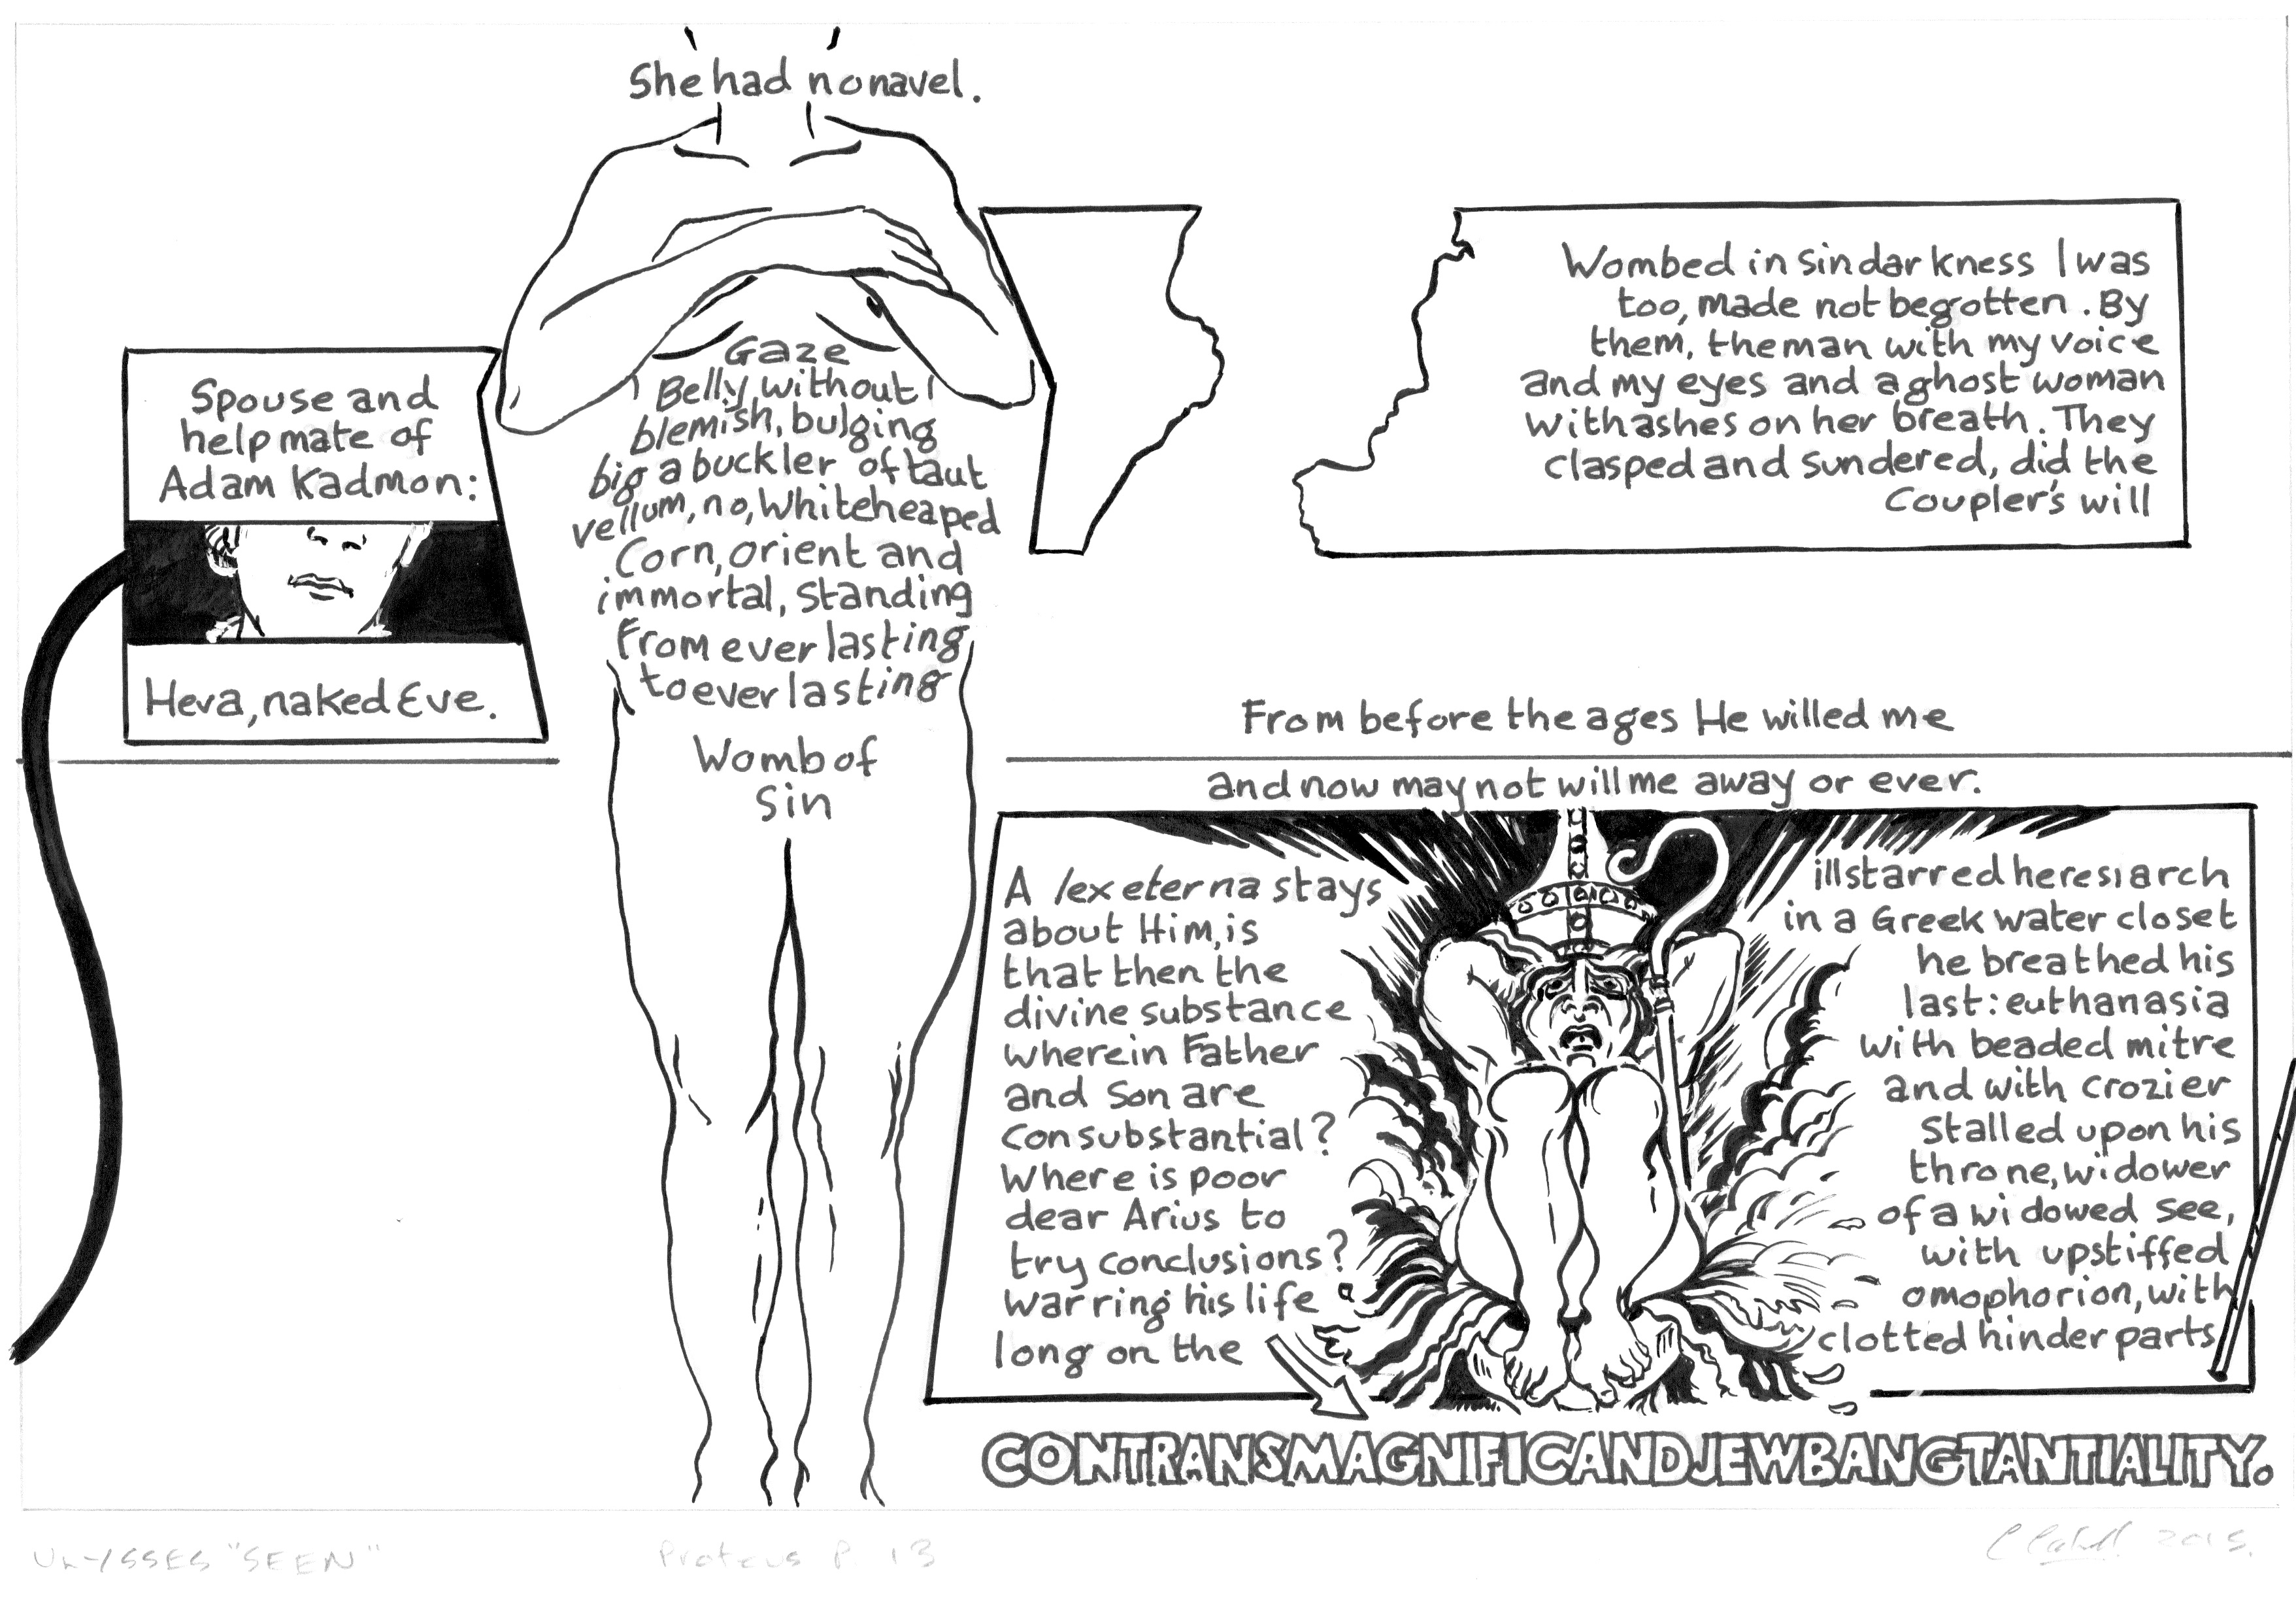 Spouse and
help mate of
Adam Kadmon:
Heva, naked Eve.
She had no navel.
Gaze
Belly without
blemish, bulging
big a buckler of taut
vellum, no, Whiteheaped
Corn, orient and
immortal, Standing
From everlasting
to everlasting
Womb of
Sin
Wombed in Sindarkness I was
too, made not begotten. By
them, the man with my voice
and my eyes and a ghost woman
With ashes on her breath. They
clasped and sundered, did the
Coupler's will
From before the ages He willed me
and now may not will me away or ever.
A lex eterna stays
about Him, is
that then the
divine substance
wherein Father
and Son are
Consubstantial?
Where is poor
dear Arius to
try conclusions?
Warring his life
long on the
CONTRANSMAGNIFICANDJEWBANGTANTIALITY.
illstarred heresiarch
in a Greek water closet
he breathed his
last: euthanasia
With beaded mitre
and with crozier
Stalled upon his
throne, widower
of a widowed see,
with upstiffed
omophorion, with
clotted hinderparts
ULYSSES "SEEN"
Proteus P. 13
2015.